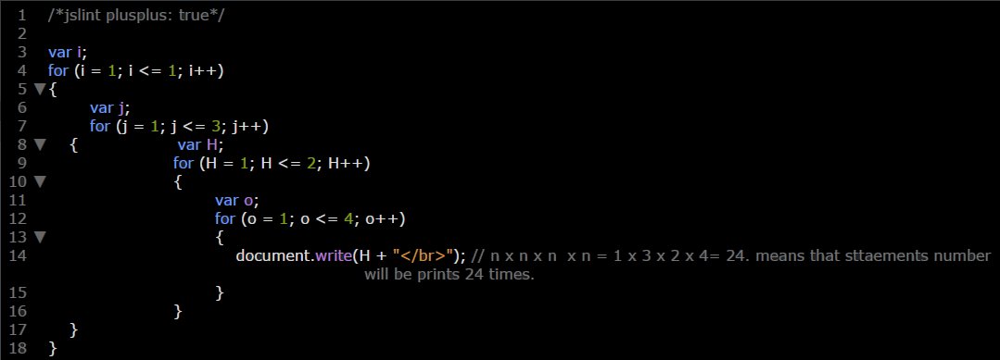 1 /*jslint plusplus: true*/
2
3 var i;
4 for (i = 1; i <= 1; i++)
5 ▼ {
6 var j;
7 for (j = 1; j <= 3; j++)
8 ▼ { var H;
9 for (H = 1; H <= 2; H++)
10 ▼ {
11 var o;
12 for (o = 1; o <= 4; o++)
13 ▼ {
14 document.write(H + "</br>"); // n x n x n  x n = 1 x 3 x 2 x 4= 24. means that sttaements number
will be prints 24 times.
15 }
16 }
17 }
18 }